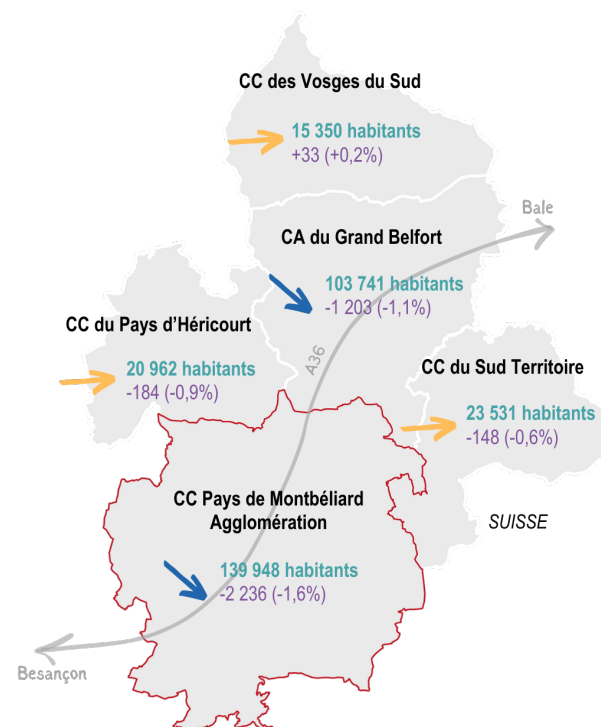 CC des Vosges du Sud
15 350 habitants
+33 (+0,2%)
Bale
CA du Grand Belfort
103 741 habitants
-1 203 (-1,1%)
A36
CC du Pays d'Héricourt
20 962 habitants
-184 (-0,9%)
CC du Sud Territoire
23 531 habitants
-148 (-0,6%)
CC Pays de Montbéliard
Agglomération
139 948 habitants
-2 236 (-1,6%)
SUISSE
Besançon